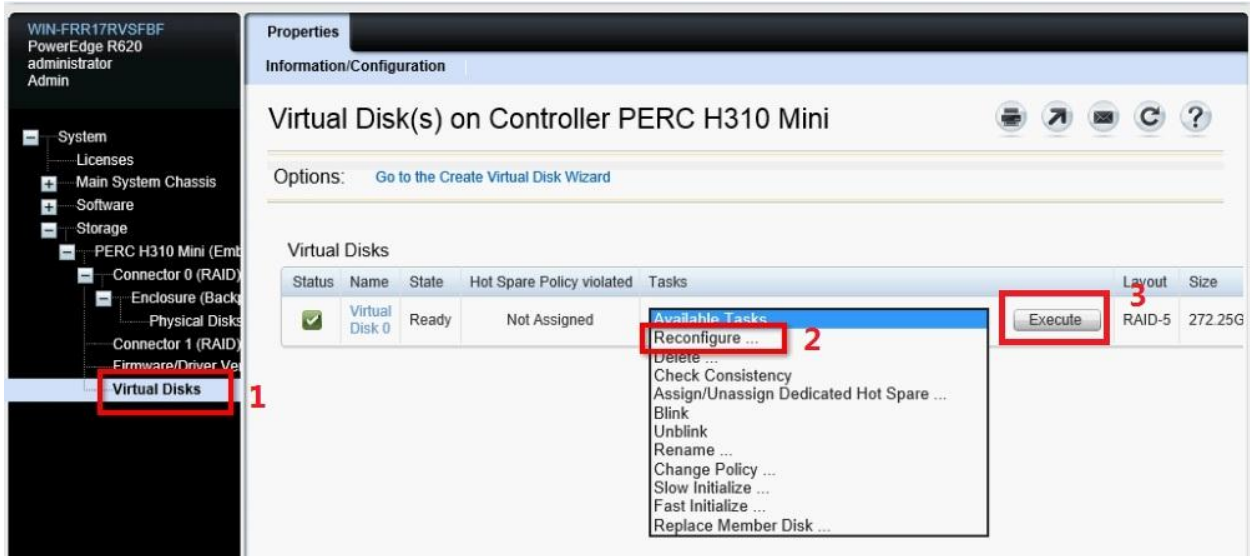 WIN-FRR17RVSFBF
PowerEdge R620
administrator
Admin
System
Licenses
Main System Chassis
Software
Storage
PERC H310 Mini (Emb
Connector 0 (RAID)
Enclosure (Backp
Physical Disks
Connector 1 (RAID)
Firmware/Driver Ver
Virtual Disks
1
Properties
Information/Configuration
Virtual Disk(s) on Controller PERC H310 Mini
?
Options: Go to the Create Virtual Disk Wizard
Virtual Disks
Status Name State Hot Spare Policy violated Tasks Layout Size
Virtual Disk 0 Ready Not Assigned Execute RAID-5 272.25G
3
Available Tasks
Reconfigure ...
2
Delete ...
Check Consistency
Assign/Unassign Dedicated Hot Spare ...
Blink
Unblink
Rename ...
Change Policy ...
Slow Initialize ...
Fast Initialize ...
Replace Member Disk ...